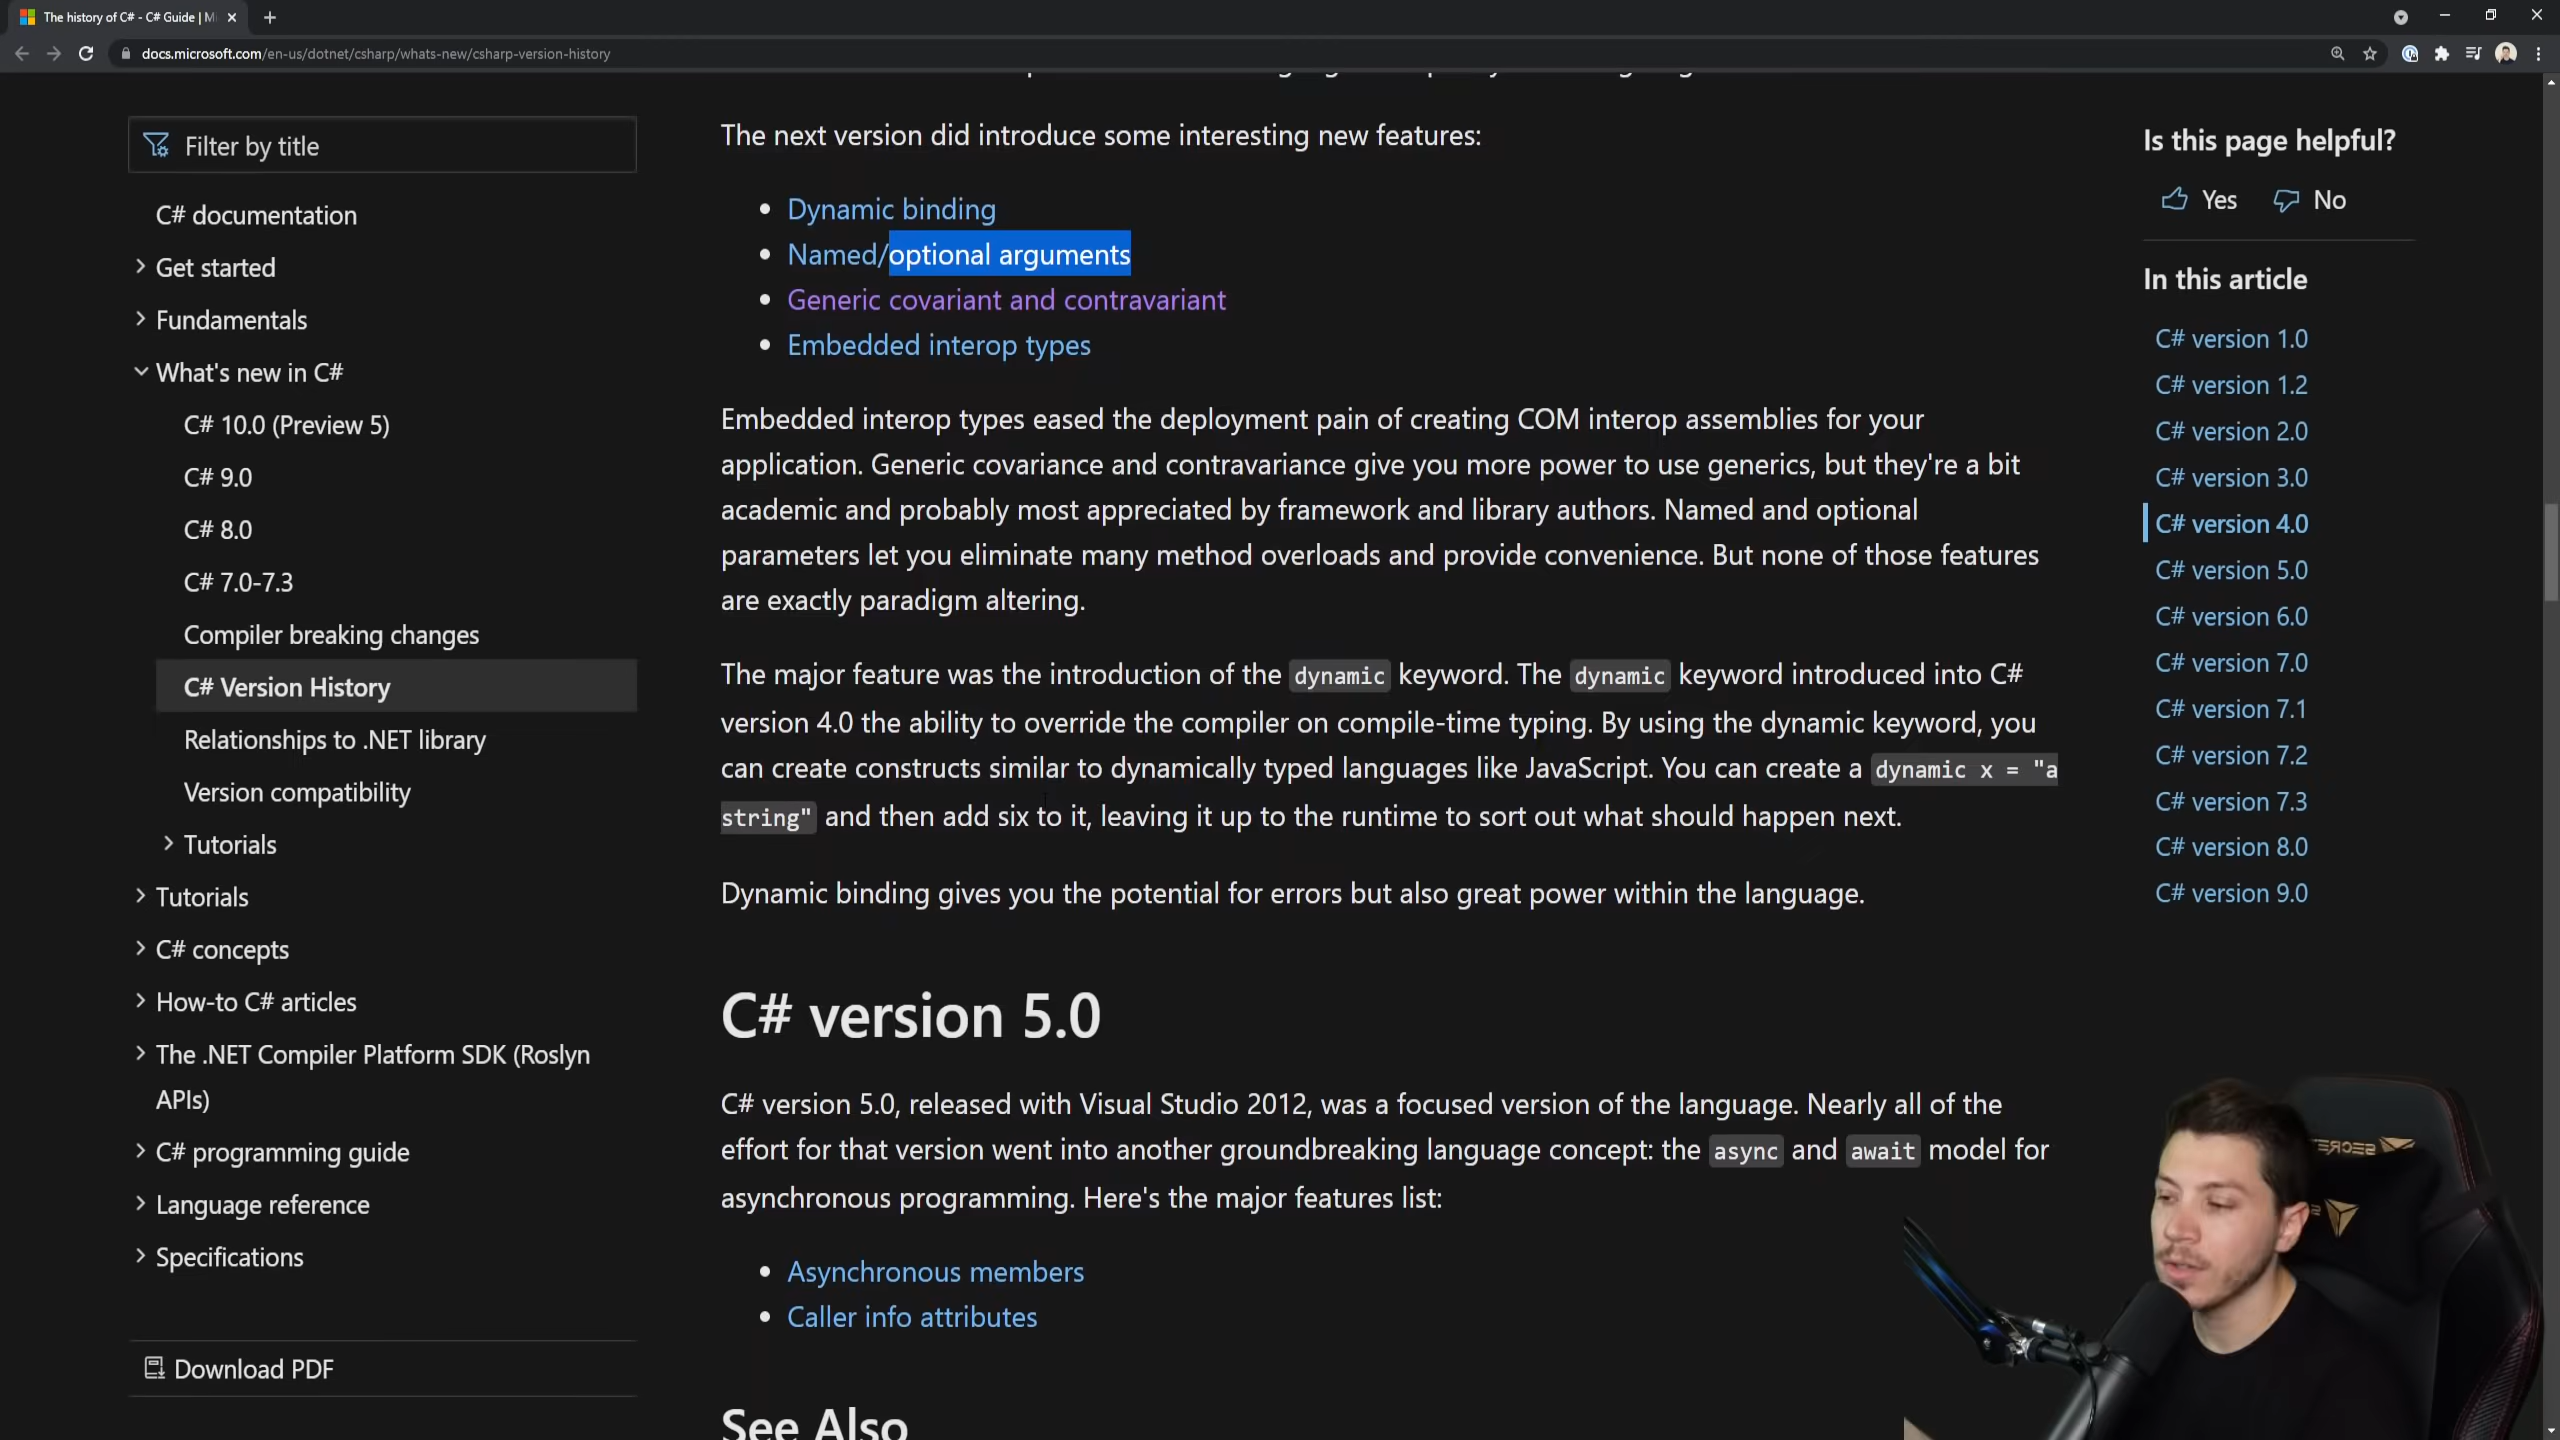 The history of C# - C# Guide | Mi
docs.microsoft.com/en-us/dotnet/csharp/whats-new/csharp-version-history
Filter by title
C# documentation
Get started
Fundamentals
What's new in C#
C# 10.0 (Preview 5)
C# 9.0
C# 8.0
C# 7.0-7.3
Compiler breaking changes
C# Version History
Relationships to .NET library
Version compatibility
Tutorials
Tutorials
C# concepts
How-to C# articles
The .NET Compiler Platform SDK (Roslyn
APIs)
C# programming guide
Language reference
Specifications
Download PDF
The next version did introduce some interesting new features:
• Dynamic binding
• Named/optional arguments
• Generic covariant and contravariant
• Embedded interop types
Embedded interop types eased the deployment pain of creating COM interop assemblies for your
application. Generic covariance and contravariance give you more power to use generics, but they're a bit
academic and probably most appreciated by framework and library authors. Named and optional
parameters let you eliminate many method overloads and provide convenience. But none of those features
are exactly paradigm altering.
The major feature was the introduction of the dynamic keyword. The dynamic keyword introduced into C#
version 4.0 the ability to override the compiler on compile-time typing. By using the dynamic keyword, you
can create constructs similar to dynamically typed languages like JavaScript. You can create a dynamic x = "a
string" and then add six to it, leaving it up to the runtime to sort out what should happen next.
Dynamic binding gives you the potential for errors but also great power within the language.
C# version 5.0
C# version 5.0, released with Visual Studio 2012, was a focused version of the language. Nearly all of the
effort for that version went into another groundbreaking language concept: the async and await model for
asynchronous programming. Here's the major features list:
• Asynchronous members
• Caller info attributes
See Also
Is this page helpful?
Yes No
In this article
C# version 1.0
C# version 1.2
C# version 2.0
C# version 3.0
C# version 4.0
C# version 5.0
C# version 6.0
C# version 7.0
C# version 7.1
C# version 7.2
C# version 7.3
C# version 8.0
C# version 9.0